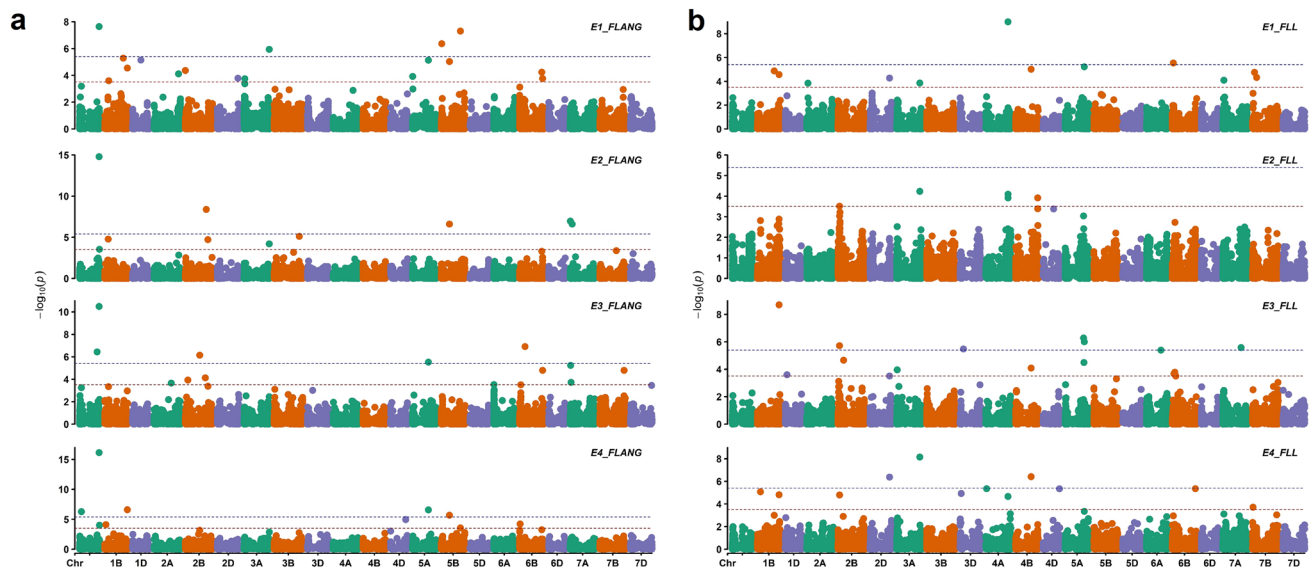 a
E1_FLANG
8
6
4
2
0
E2_FLANG
15
10
5
0
E3_FLANG
10
8
6
4
2
0
E4_FLANG
15
10
5
0
−log10(p)
Chr 1B 1D 2A 2B 2D 3A 3B 3D 4A 4B 4D 5A 5B 5D 6A 6B 6D 7A 7B 7D
b
E1_FLL
8
6
4
2
0
E2_FLL
6
5
4
3
2
1
0
E3_FLL
8
6
4
2
0
E4_FLL
8
6
4
2
0
−log10(p)
Chr 1B 1D 2A 2B 2D 3A 3B 3D 4A 4B 4D 5A 5B 5D 6A 6B 6D 7A 7B 7D